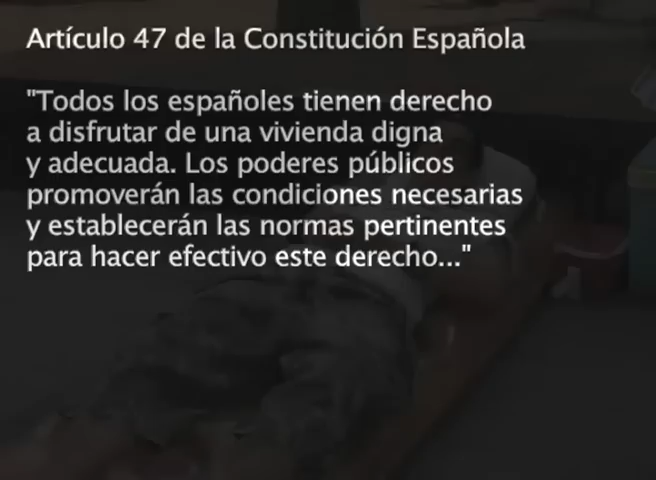 Artículo 47 de la Constitución Española
"Todos los españoles tienen derecho
a disfrutar de una vivienda digna
y adecuada. Los poderes públicos
promoverán las condiciones necesarias
y establecerán las normas pertinentes
para hacer efectivo este derecho..."